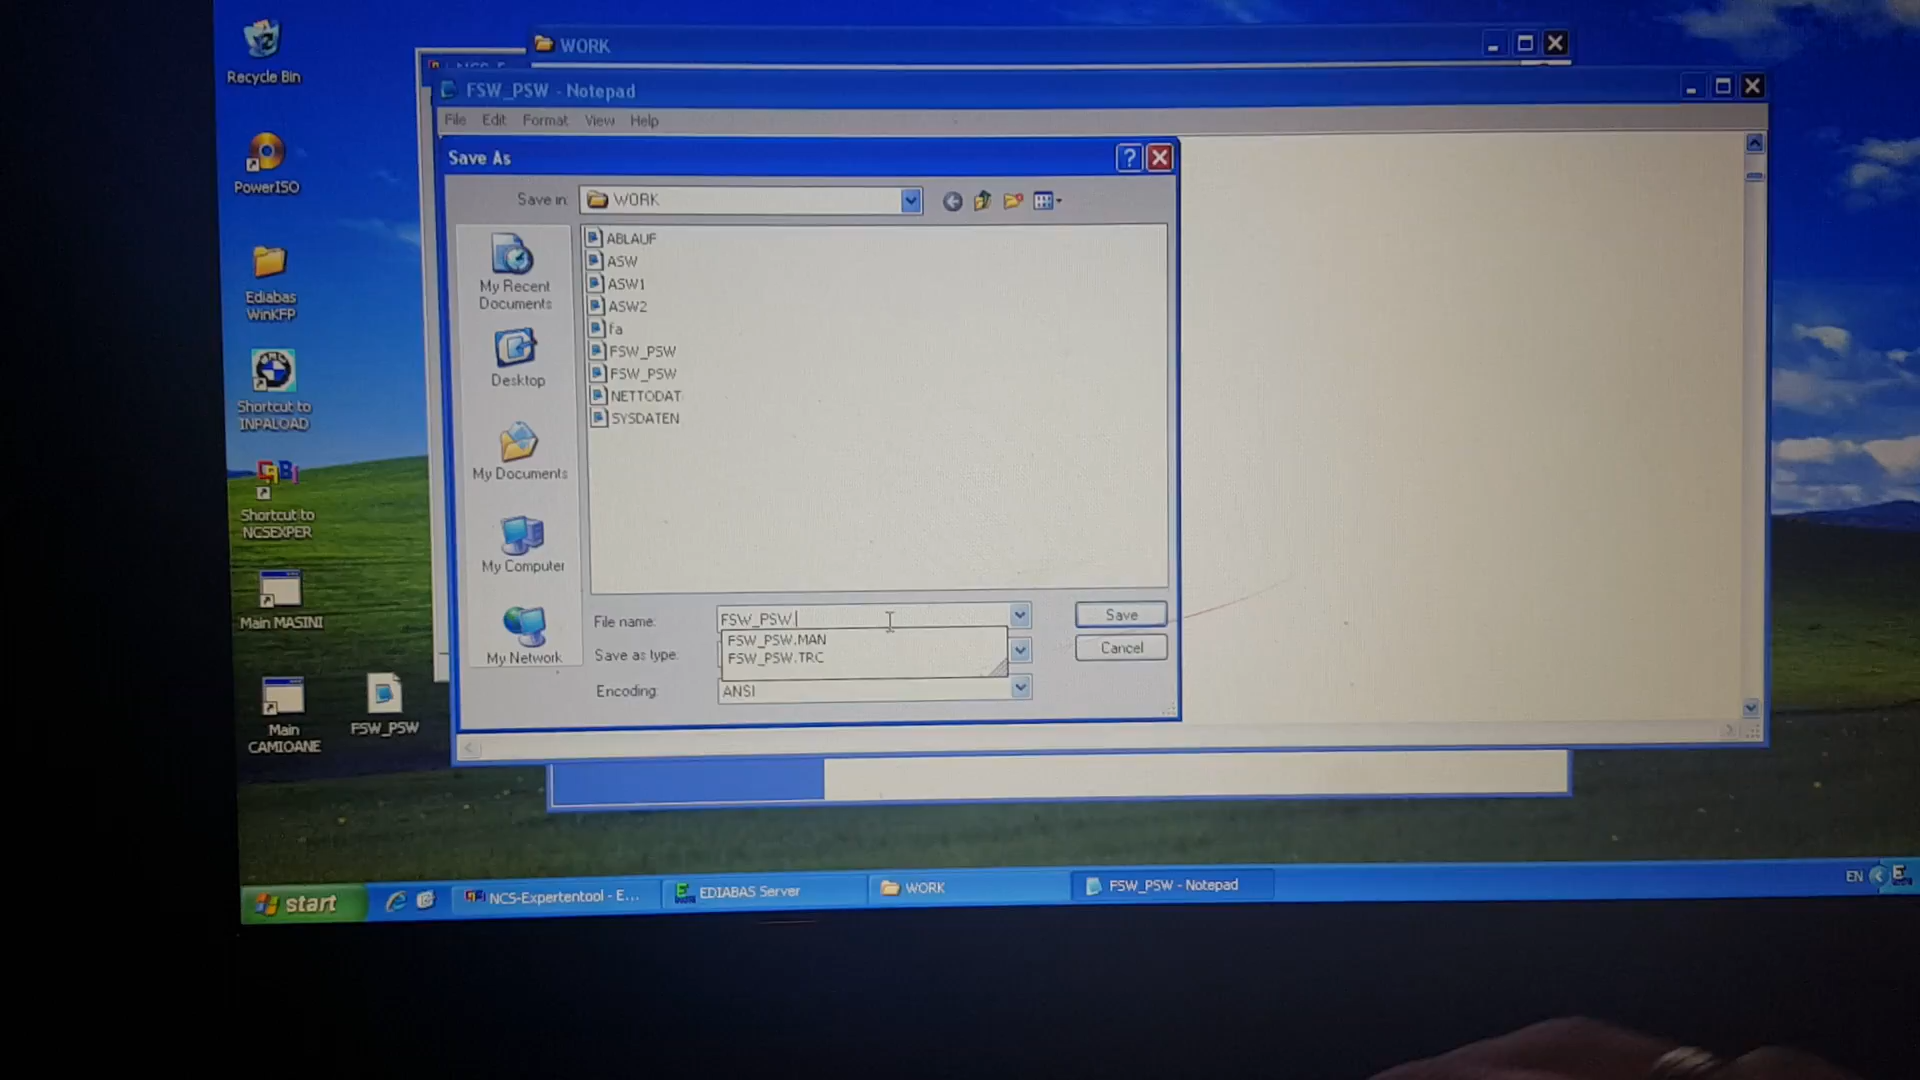 Recycle Bin
WORK
FSW_PSW - Notepad
File Edit Format View Help
PowerISO
Save As
Save in: WORK
ABLAUF
ASW
ASW1
ASW2
fa
FSW_PSW
FSW_PSW
NETTODAT
SYSDATEN
My Recent
Documents
Desktop
My Documents
My Computer
My Network
File name: FSW_PSW.
FSW_PSW.MAN
FSW_PSW.TRC
Save as type:
Encoding: ANSI
Save
Cancel
Ediabas
WinKFP
Shortcut to
INPALOAD
Shortcut to
NCSEXPER
Main MASINI
Main
CAMIOANE
FSW_PSW
start
NCS-Expertentool - E...
EDIABAS Server
WORK
FSW_PSW - Notepad
EN